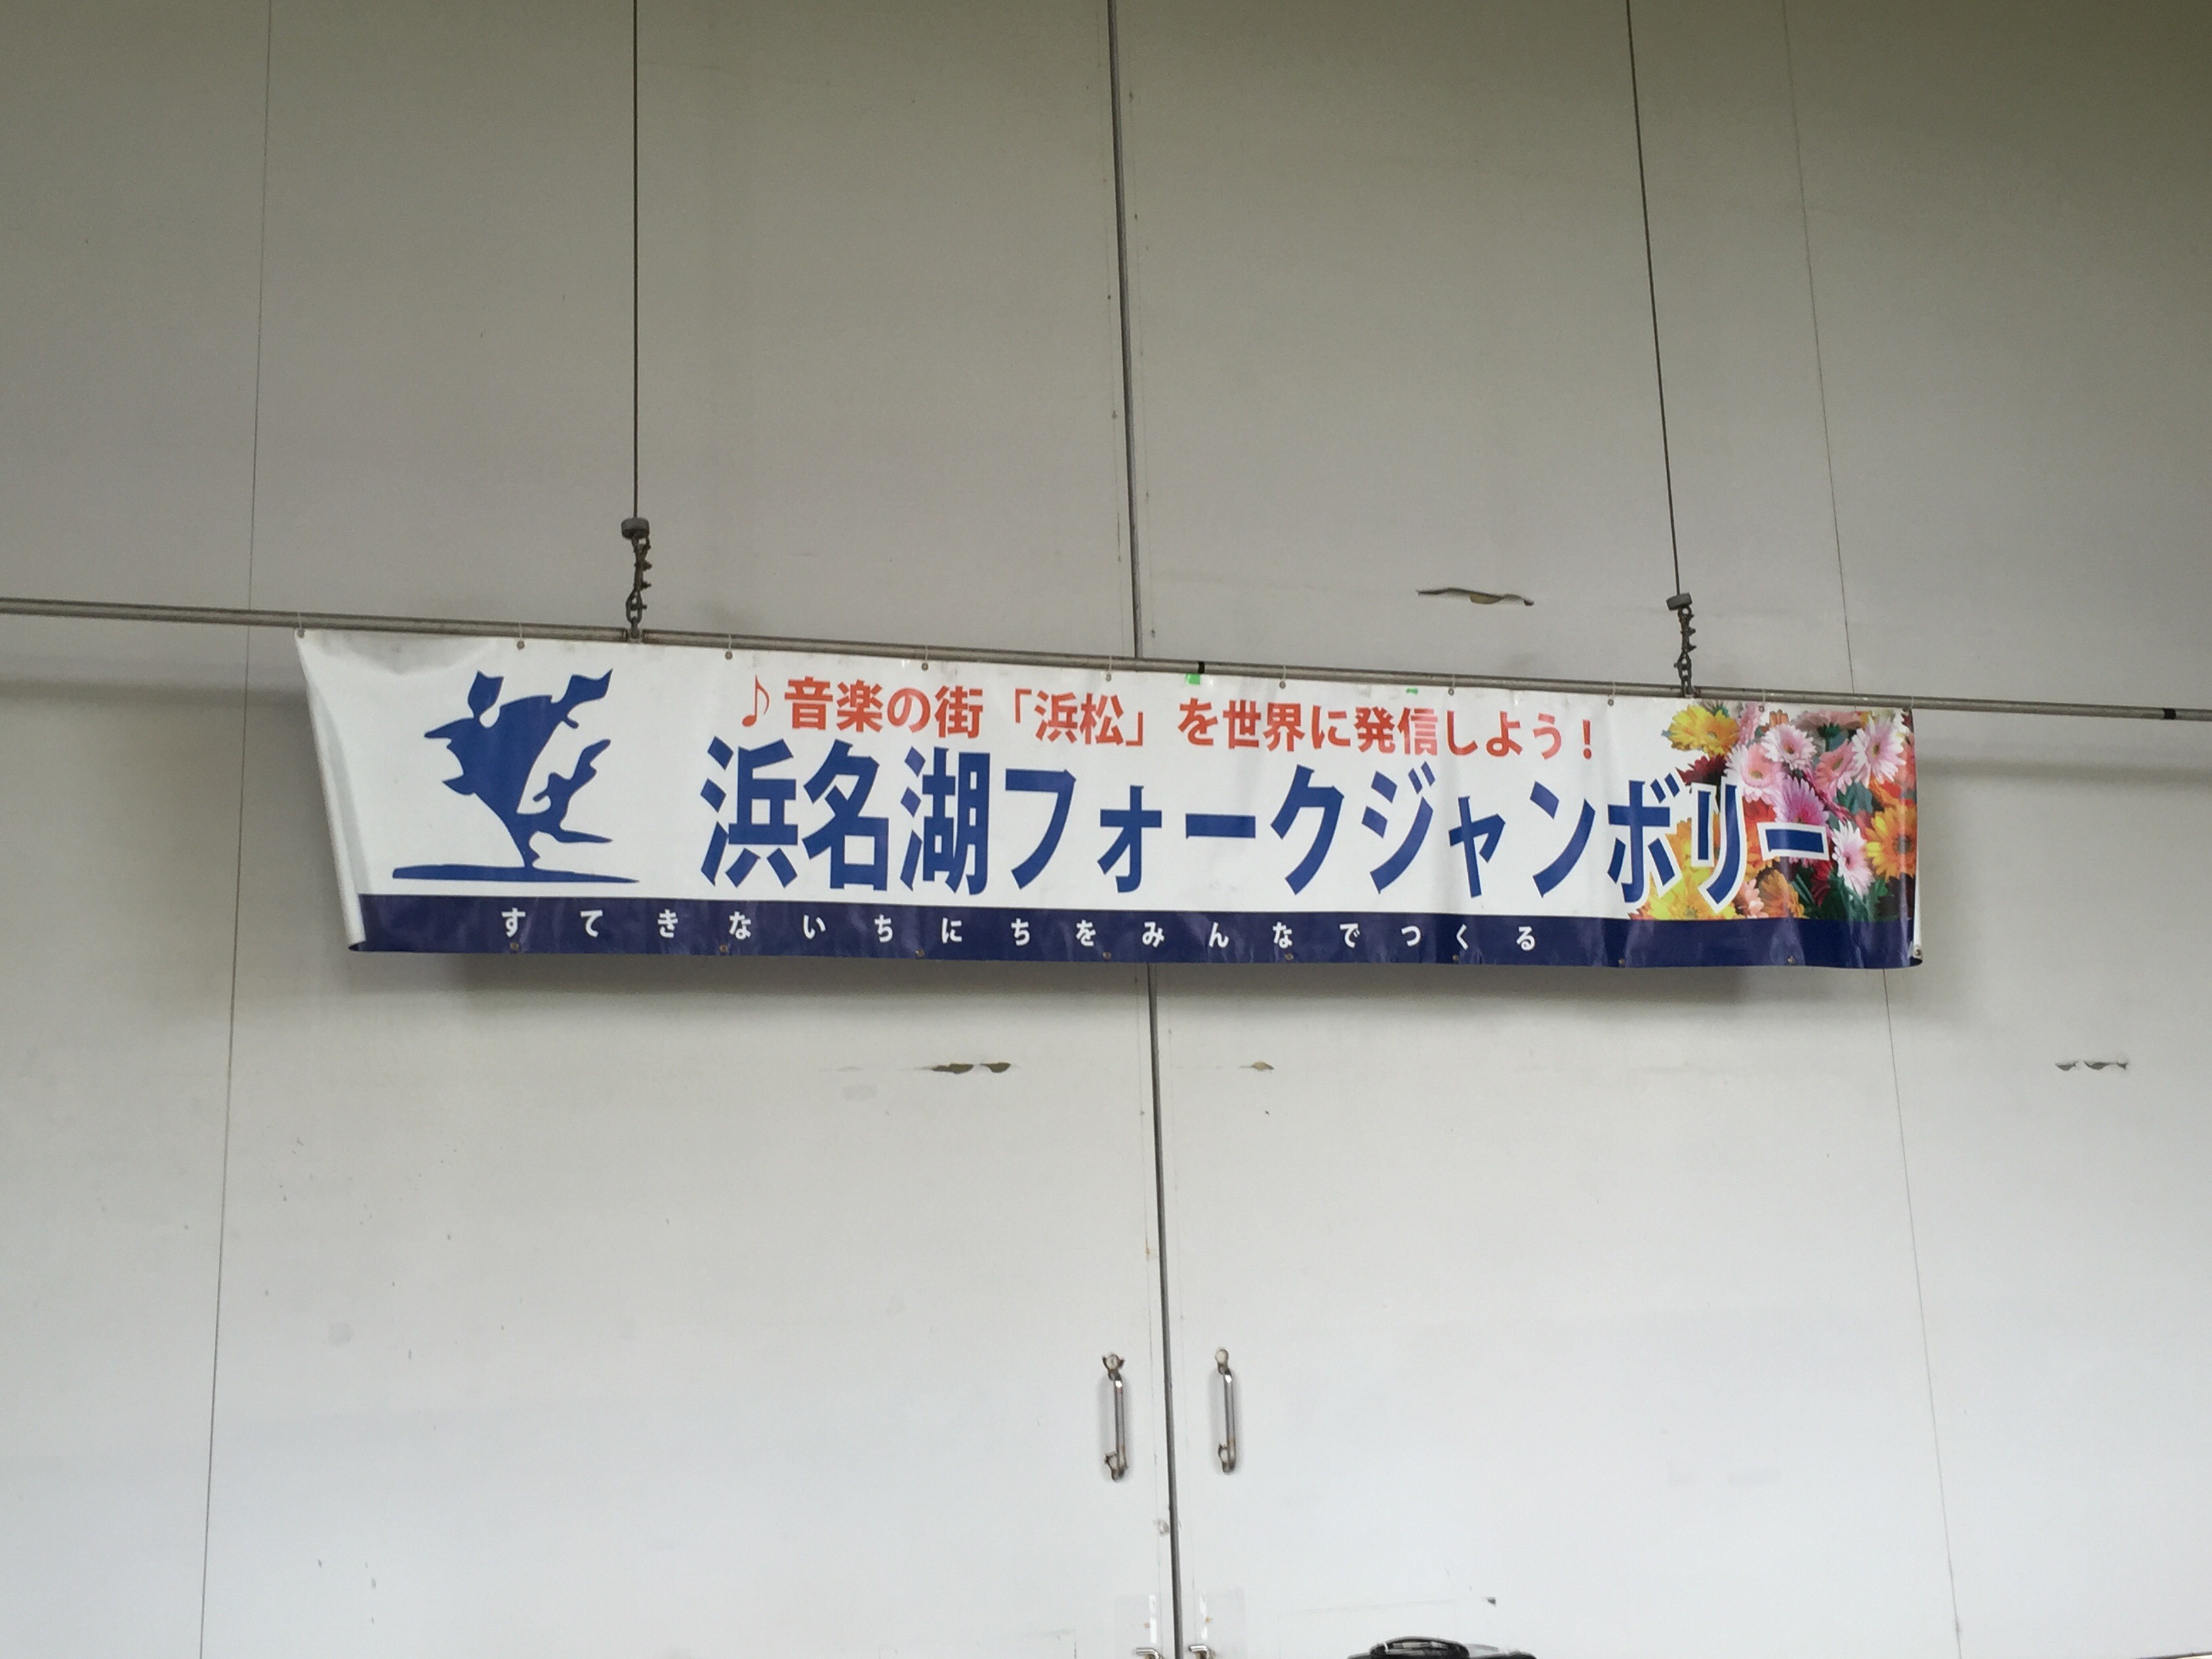 ♪音楽の街「浜松」を世界に発信しよう!
浜名湖フォークジャンボリー
すてきないちにちをみんなでつくる